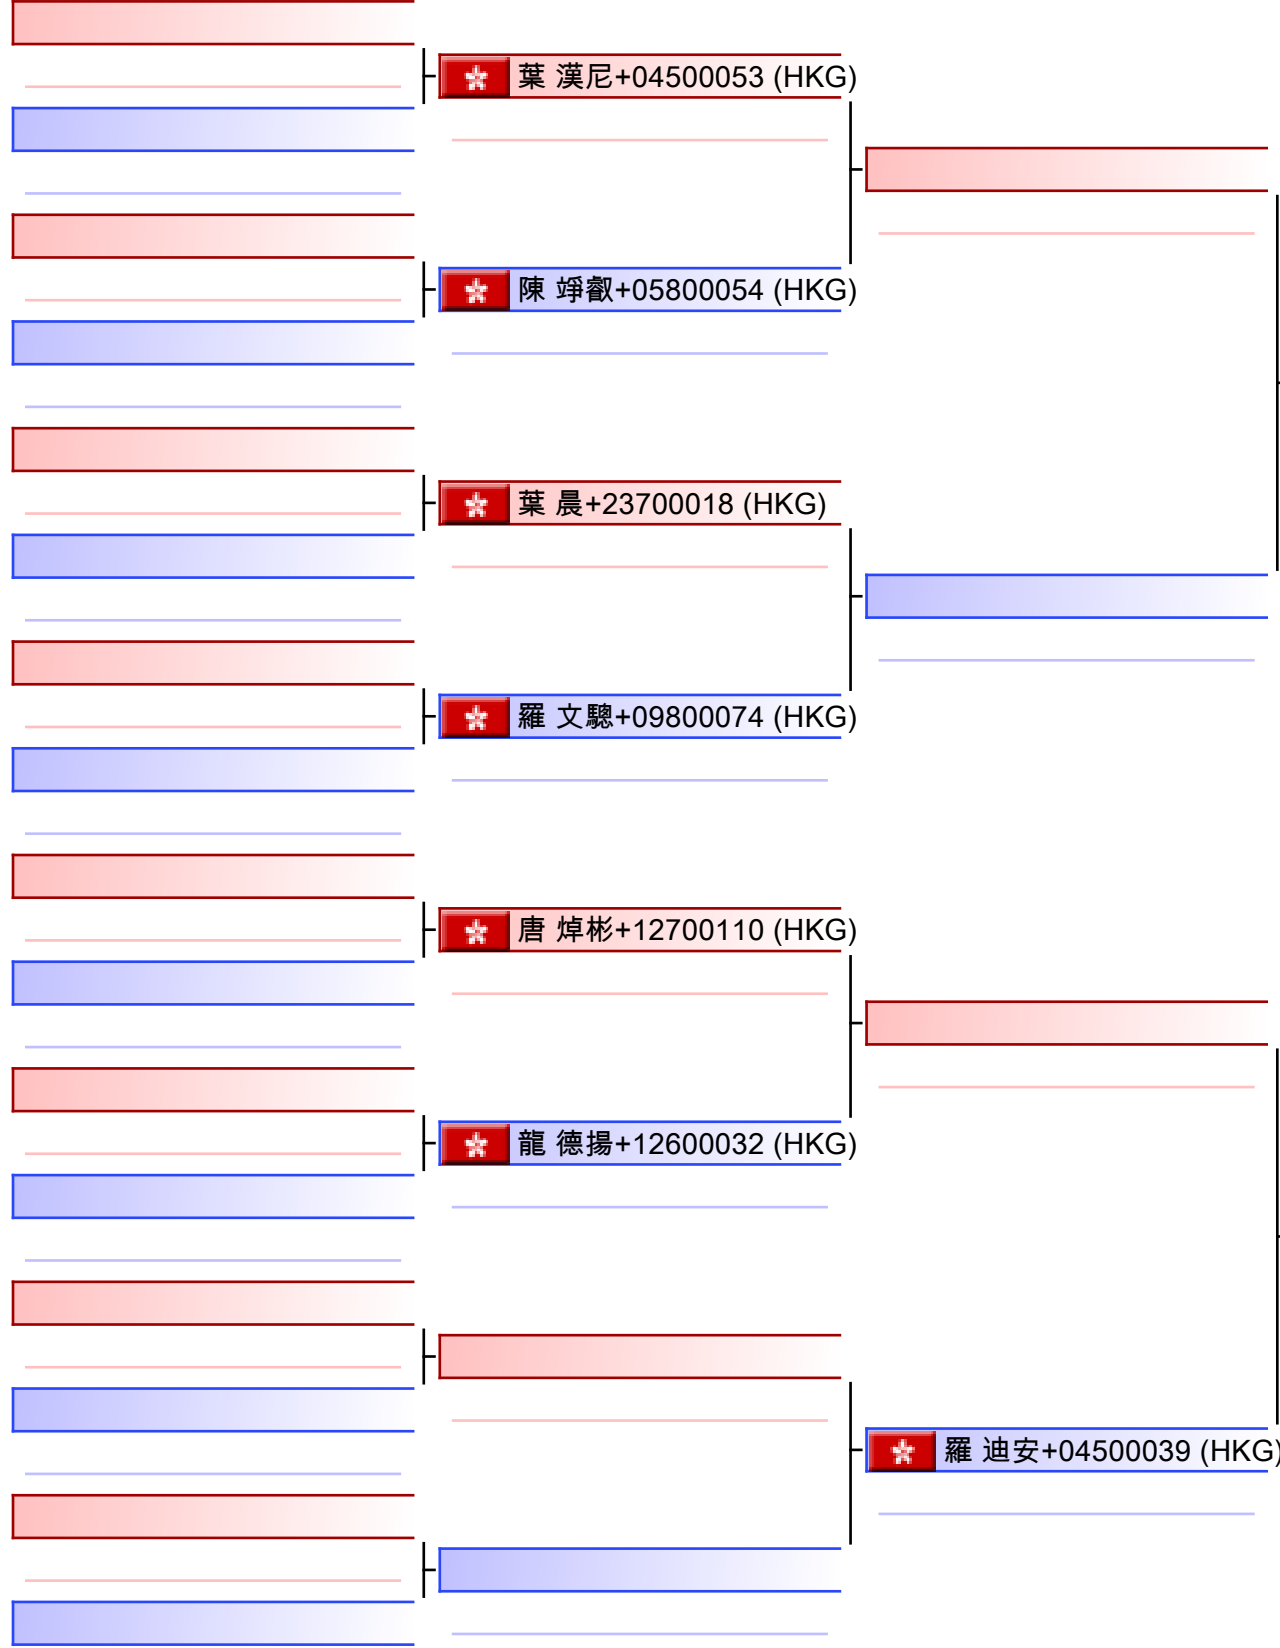 葉 漢尼+04500053 (HKG)
陳 竫叡+05800054 (HKG)
葉 晨+23700018 (HKG)
羅 文驄+09800074 (HKG)
唐 焯彬+12700110 (HKG)
龍 德揚+12600032 (HKG)
羅 迪安+04500039 (HKG)